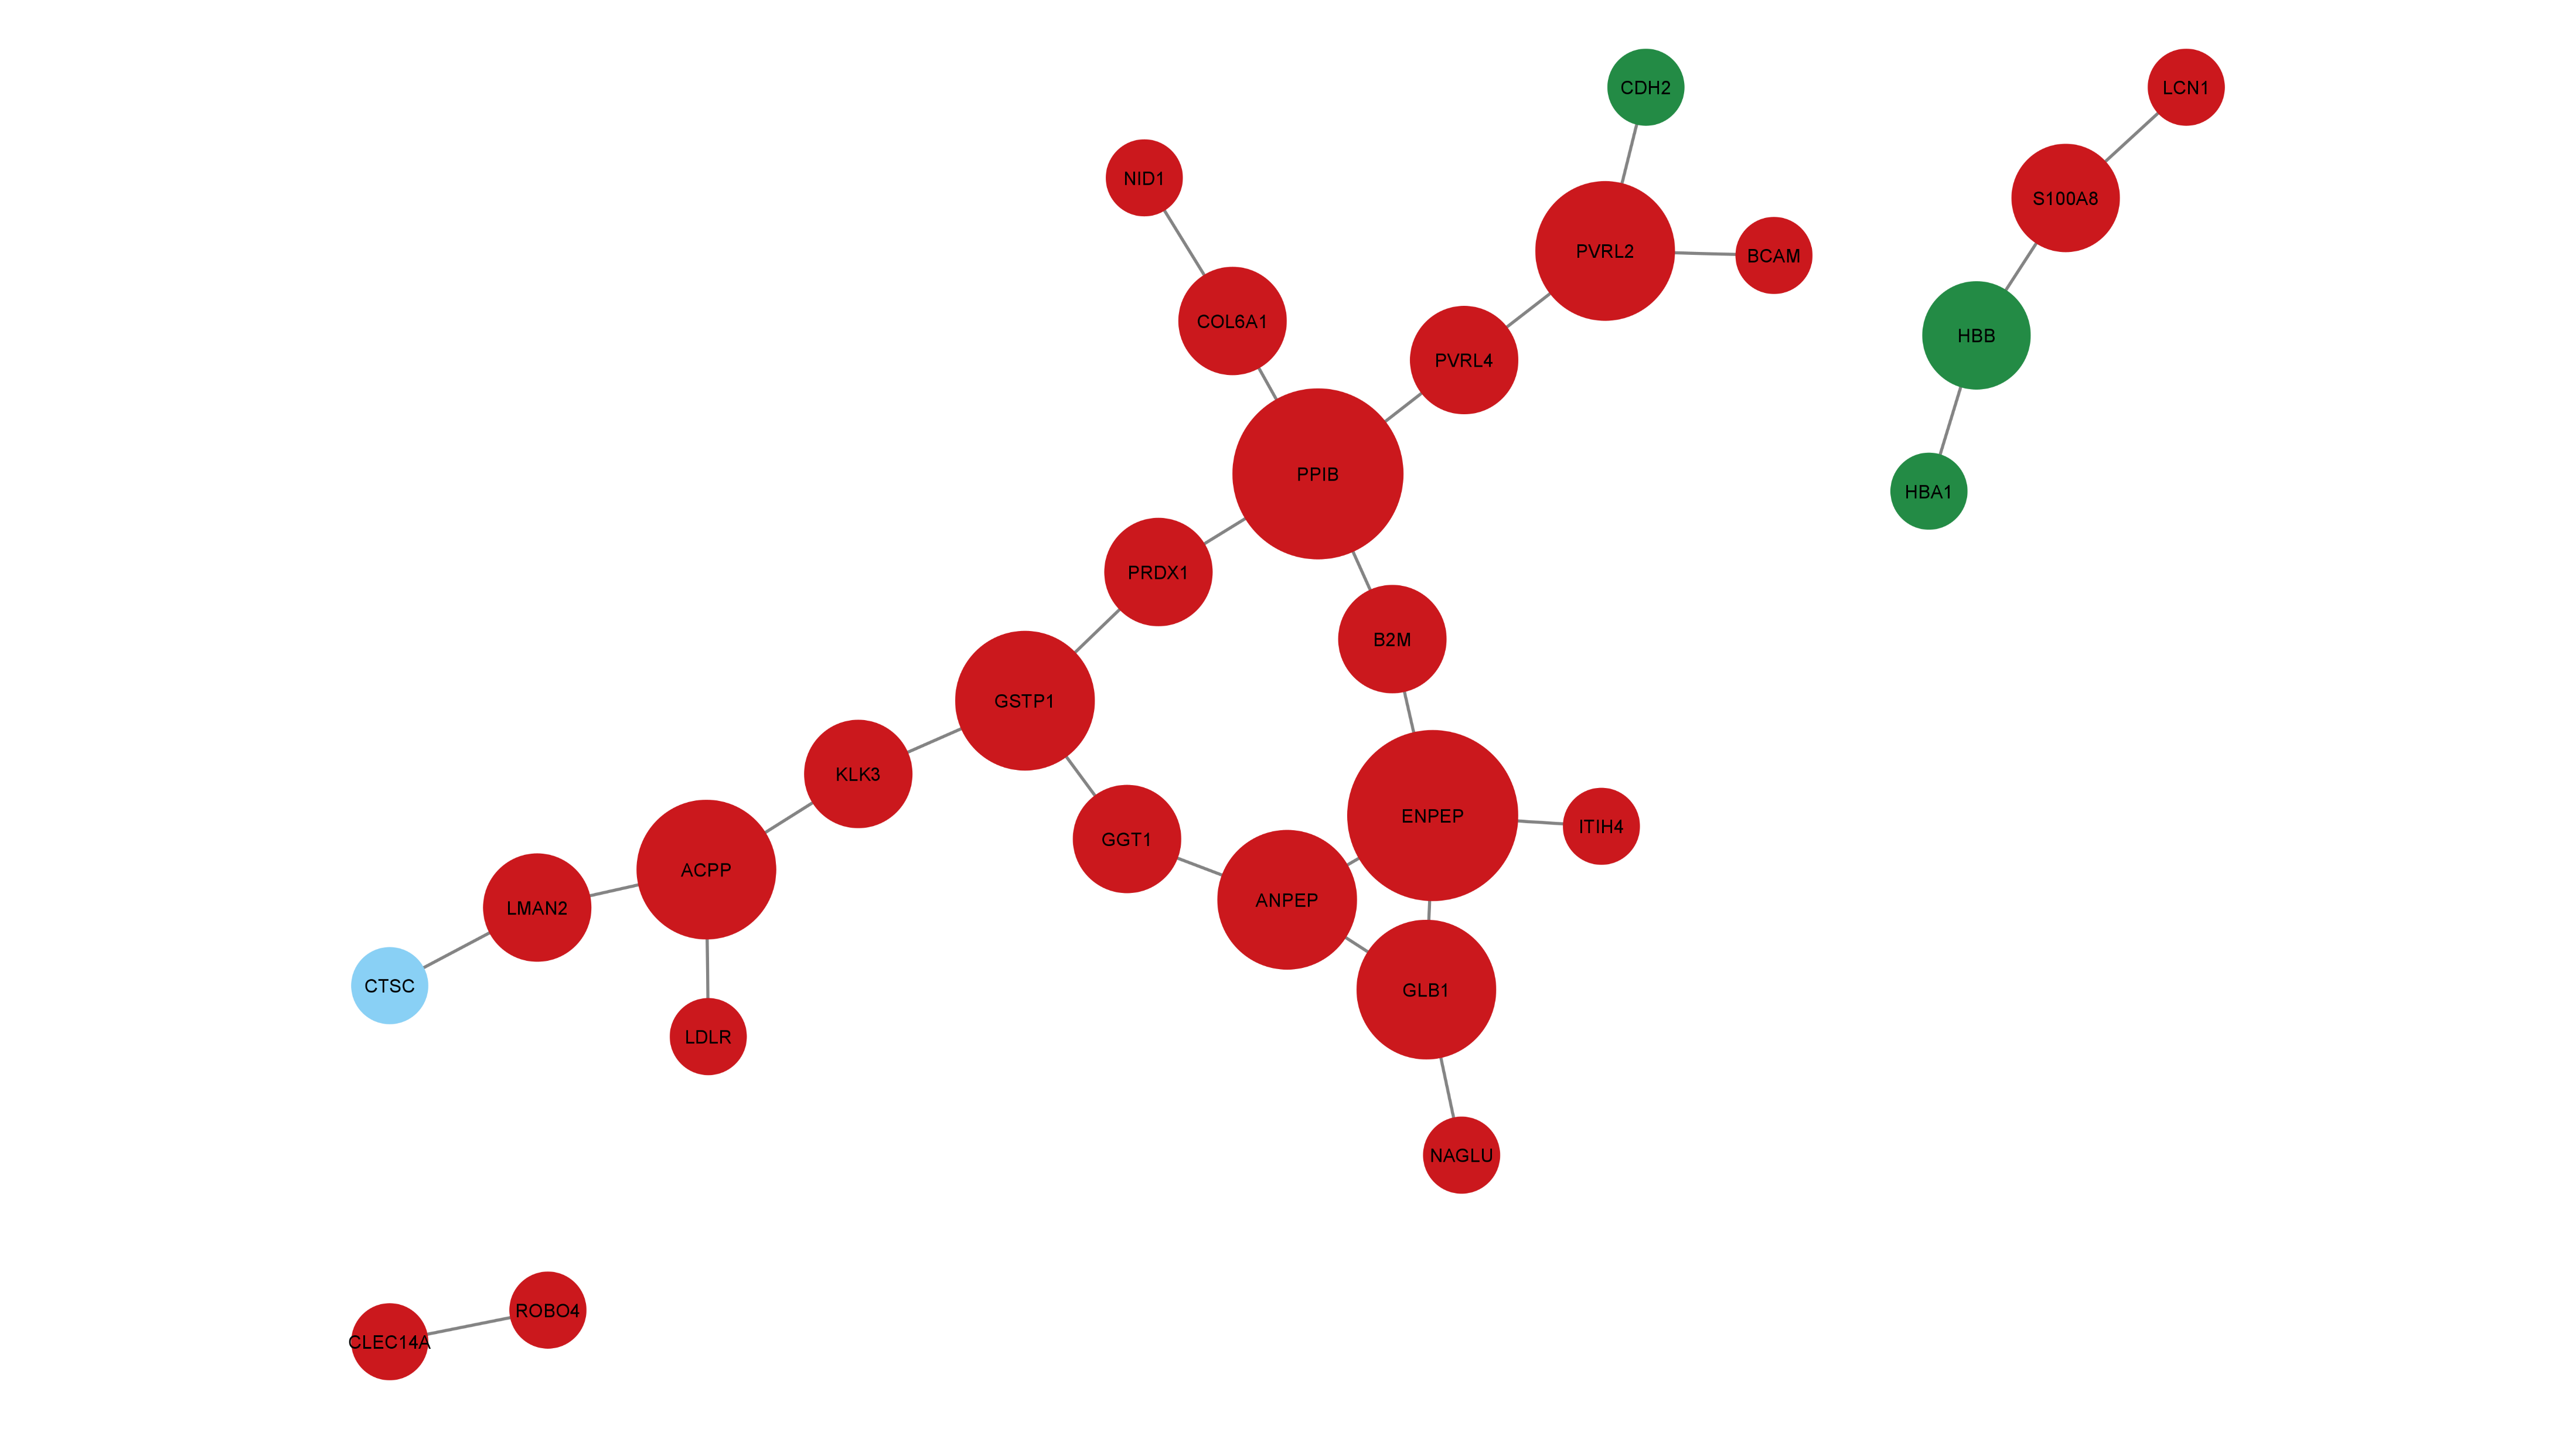 CDH2
LCN1
NID1
S100A8
PVRL2
BCAM
COL6A1
HBB
PVRL4
PPIB
HBA1
PRDX1
B2M
GSTP1
KLK3
ENPEP
ITIH4
GGT1
ACPP
ANPEP
LMAN2
CTSC
GLB1
LDLR
NAGLU
ROBO4
CLEC14A